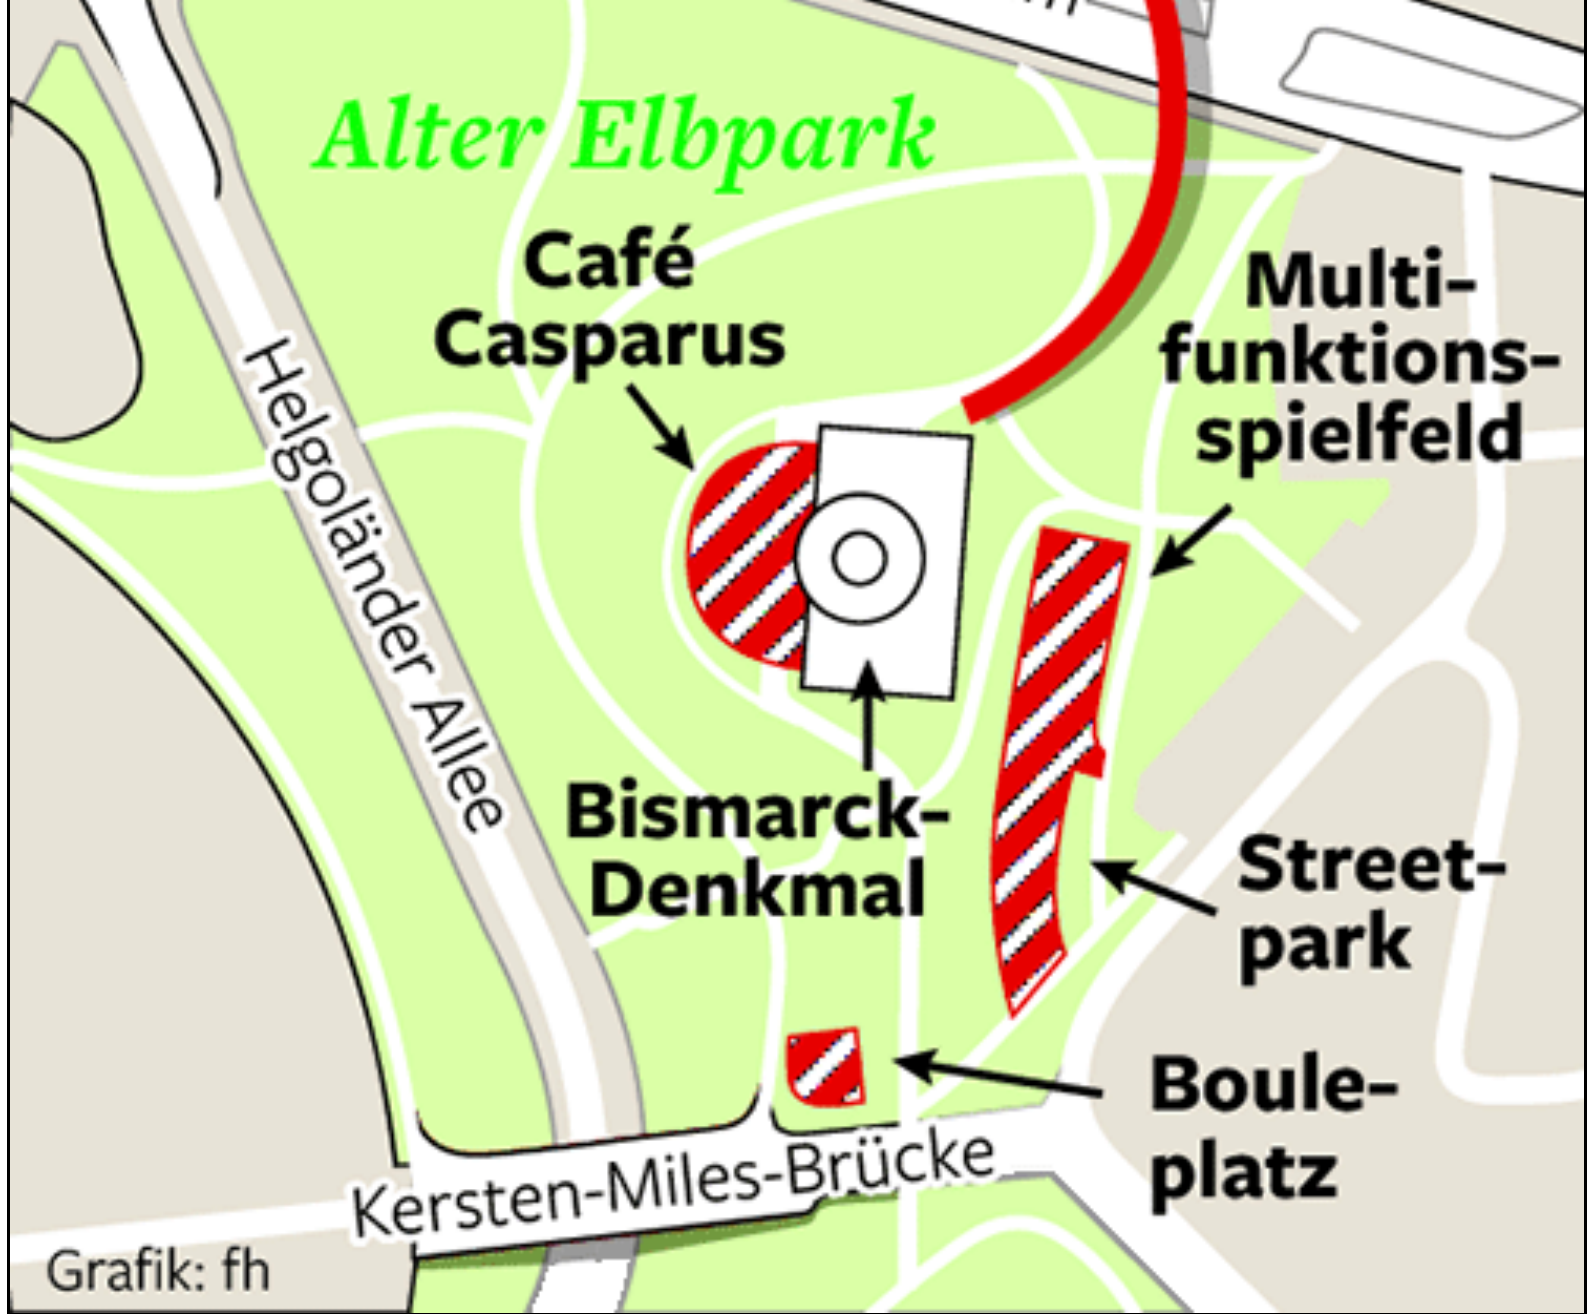 Alter Elbpark
Café
Casparus
Multi-
funktions-
spielfeld
Helgoländer Allee
Bismarck-
Denkmal
Street-
park
Boule-
platz
Kersten-Miles-Brücke
Grafik: fh